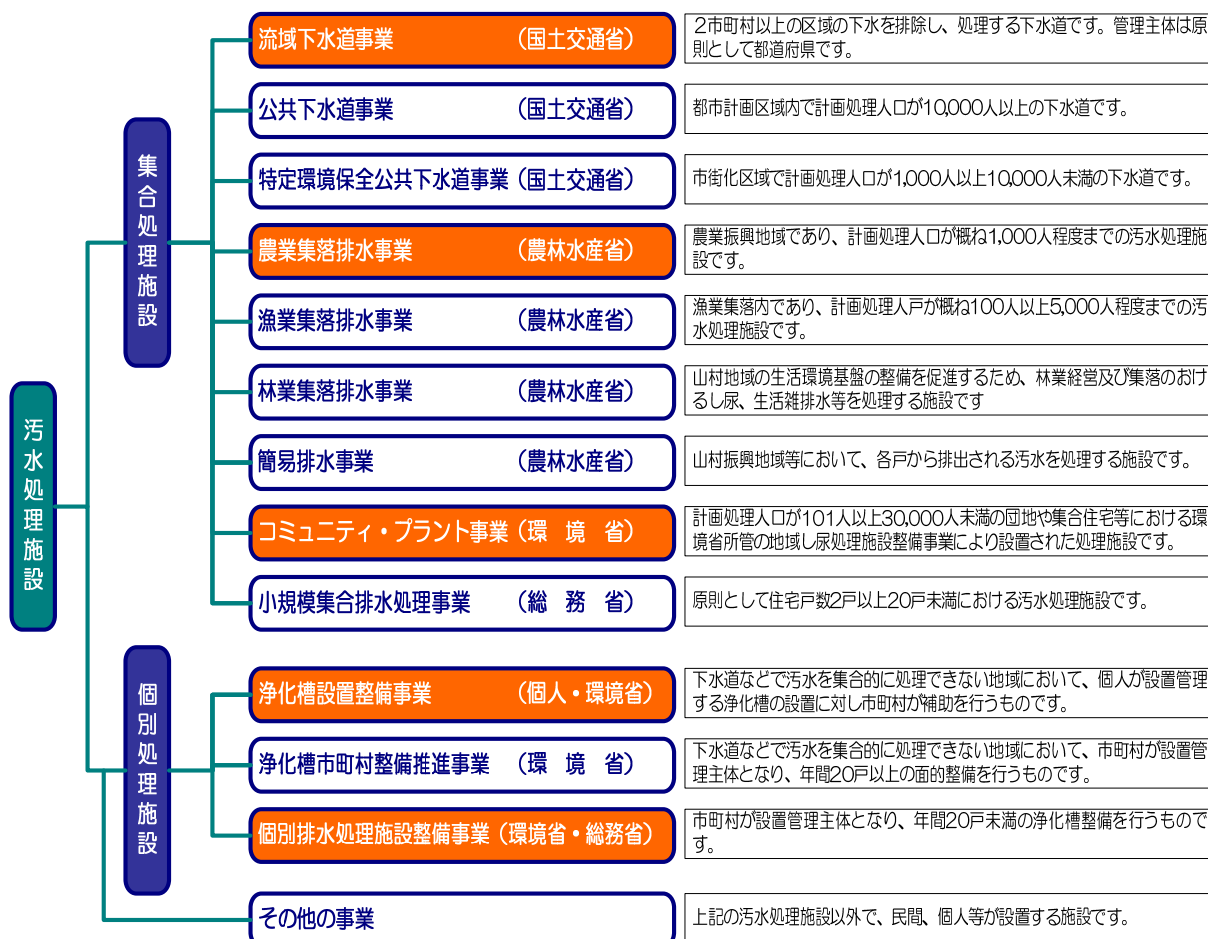 汚水処理施設
集合処理施設
流域下水道事業 （国土交通省）
２市町村以上の区域の下水を排除し、処理する下水道です。管理主体は原
則として都道府県です。
公共下水道事業 （国土交通省）
都市計画区域内で計画処理人口が10,000人以上の下水道です。
特定環境保全公共下水道事業（国土交通省）
市街化区域で計画処理人口が1,000人以上10,000人未満の下水道です。
農業集落排水事業 （農林水産省）
農業振興地域であり、計画処理人口が概ね1,000人程度までの汚水処理施
設です。
漁業集落排水事業 （農林水産省）
漁業集落内であり、計画処理人戸が概ね100人以上5,000人程度までの汚
水処理施設です。
林業集落排水事業 （農林水産省）
山村地域の生活環境基盤の整備を促進するため、林業経営及び集落のおけ
るし尿、生活雑排水等を処理する施設です
簡易排水事業 （農林水産省）
山村振興地域等において、各戸から排出される汚水を処理する施設です。
コミュニティ・プラント事業（環 境 省）
計画処理人口が101人以上30,000人未満の団地や集合住宅等における環
境省所管の地域し尿処理施設整備事業により設置された処理施設です。
小規模集合排水処理事業 （総 務 省）
原則として住宅戸数2戸以上20戸未満における汚水処理施設です。
個別処理施設
浄化槽設置整備事業 （個人・環境省）
下水道などで汚水を集合的に処理できない地域において、個人が設置管理
する浄化槽の設置に対し市町村が補助を行うものです。
浄化槽市町村整備推進事業 （環 境 省）
下水道などで汚水を集合的に処理できない地域において、市町村が設置管
理主体となり、年間20戸以上の面的整備を行うものです。
個別排水処理施設整備事業（環境省・総務省）
市町村が設置管理主体となり、年間20戸未満の浄化槽整備を行うもので
す。
その他の事業
上記の汚水処理施設以外で、民間、個人等が設置する施設です。